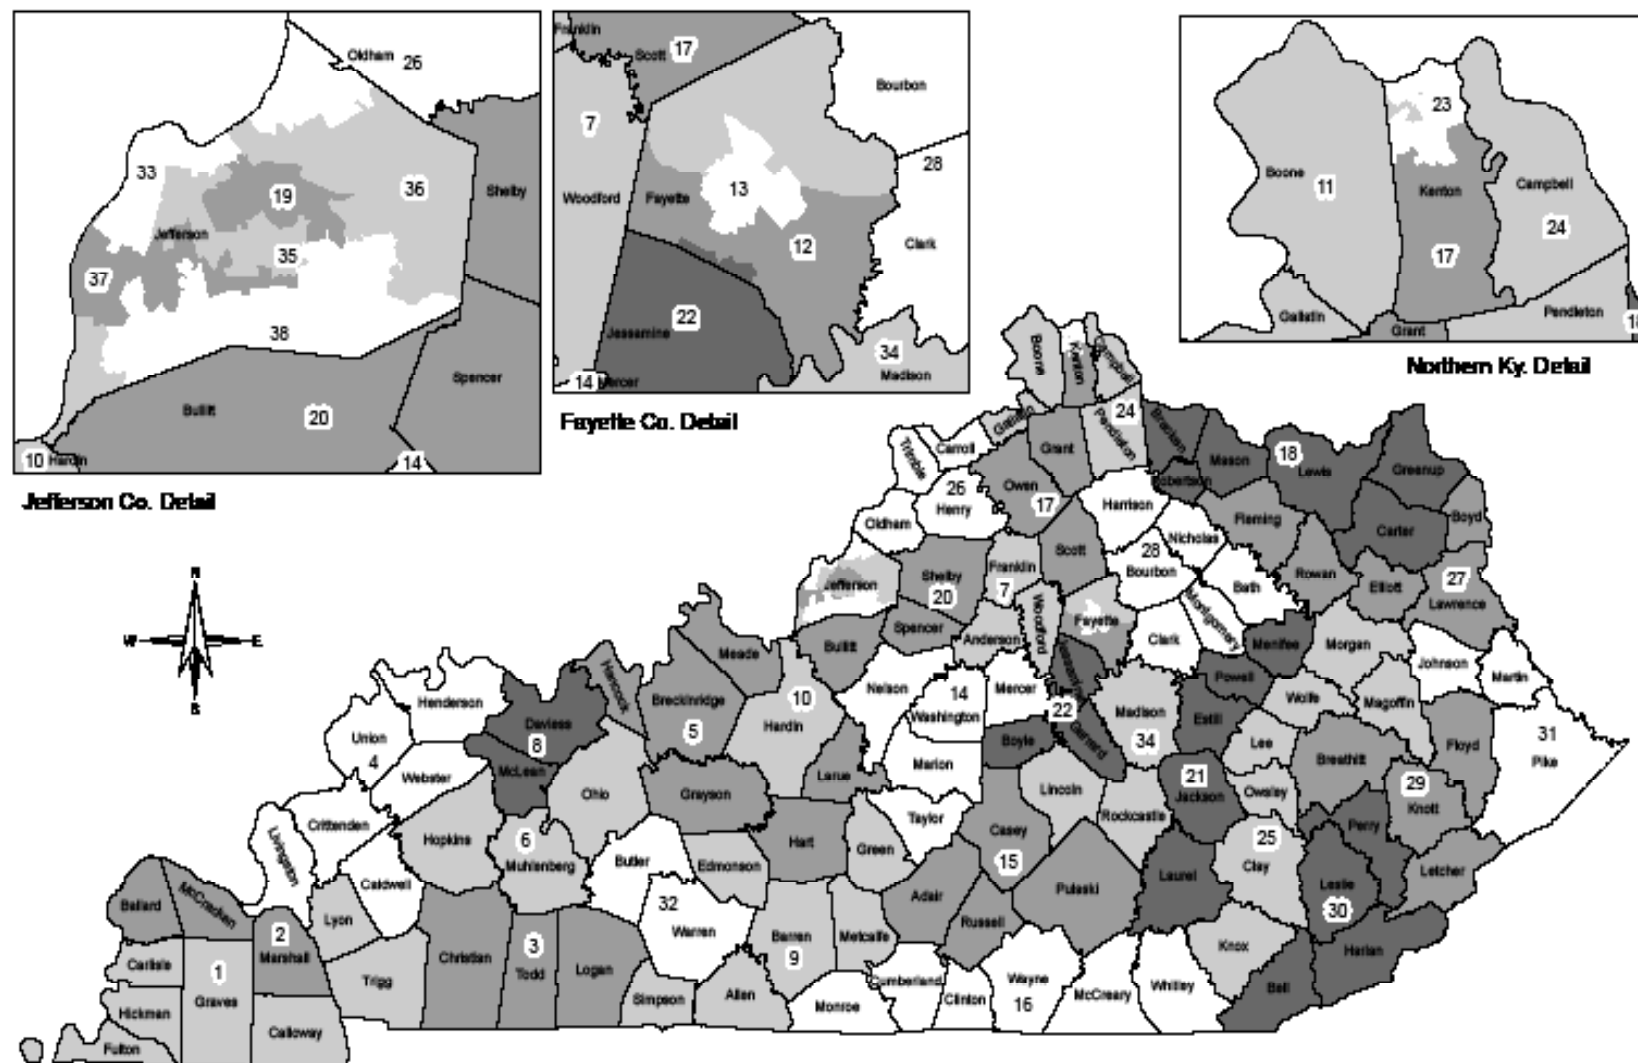 Oldham 26
33
19
36
Shelby
Jefferson
35
37
38
Spencer
Bullitt
20
10 Hardin
14
Jefferson Co. Detail
Franklin
Scott 17
Bourbon
7
28
Woodford
Fayette
13
12
Clark
22
Jessamine
34
Madison
14 Mercer
Fayette Co. Detail
23
Boone
11
Kenton
Campbell
24
17
Gallatin
Grant
Pendleton
Northern Ky. Detail
N
W E
S
Boone
Kenton
Campbell
Gallatin
24
Pendleton
Bracken
Carroll
Trimble
Grant
Mason
18
Lewis
Greenup
Robertson
26
Henry
Owen
17
Harrison
Fleming
Carter
Boyd
Oldham
Nicholas
28
Bourbon
Scott
Franklin
7
Shelby
20
Jefferson
Bath
Rowan
Elliott
27
Lawrence
Woodford
Fayette
Montgomery
Spencer
Anderson
Clark
Menifee
Morgan
Bullitt
Meade
Johnson
Martin
Jessamine
Powell
Hancock
Breckinridge
5
10
Hardin
Nelson
14
Washington
Mercer
22
Madison
34
Estill
Wolfe
Magoffin
Henderson
Daviess
8
Union
4
Boyle
Garrard
Lee
Breathitt
Floyd
31
Pike
Webster
McLean
Ohio
Grayson
Larue
Marion
Lincoln
21
Jackson
Owsley
29
Knott
Crittenden
Livingston
Hopkins
6
Muhlenberg
Butler
Edmonson
Hart
Green
Taylor
Casey
15
Rockcastle
Perry
25
Clay
Letcher
Caldwell
Pulaski
Laurel
Leslie
30
Ballard
McCracken
Lyon
32
Warren
Adair
Russell
2
Marshall
Christian
3
Todd
Logan
Barren
9
Metcalfe
Knox
Harlan
Carlisle
1
Graves
Trigg
Simpson
Allen
Monroe
Cumberland
Clinton
Wayne
16
McCreary
Whitley
Bell
Hickman
Calloway
Fulton